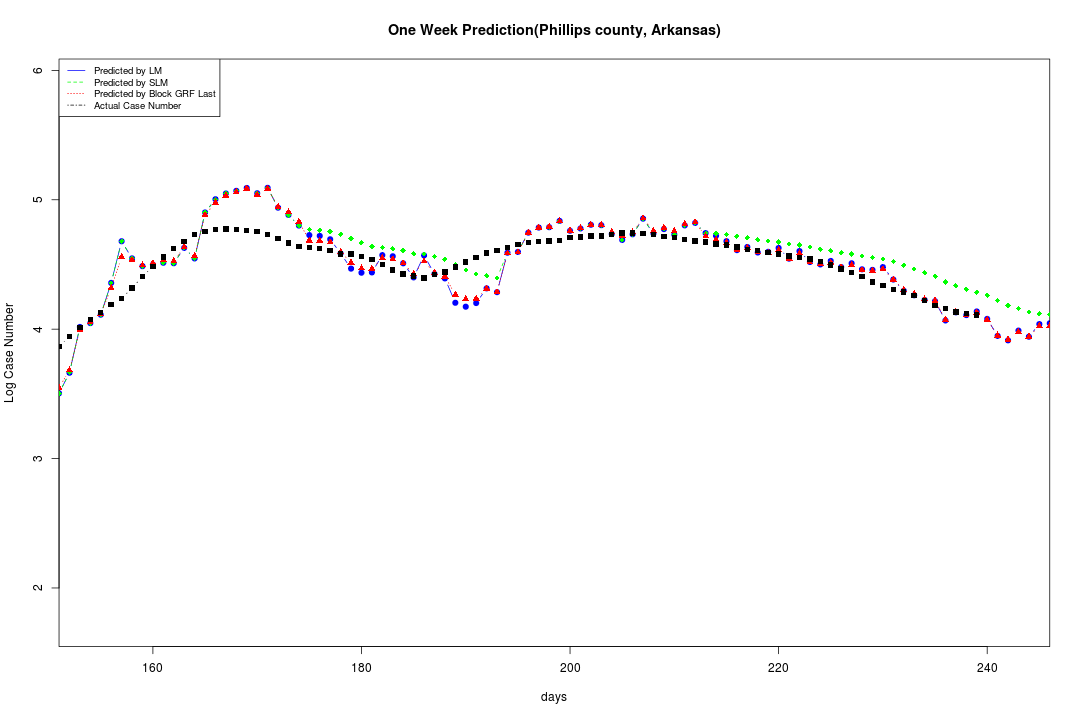 One Week Prediction(Phillips county, Arkansas)
Predicted by LM
Predicted by SLM
Predicted by Block GRF Last
Actual Case Number
Log Case Number
6
5
4
3
2
160 180 200 220 240
days